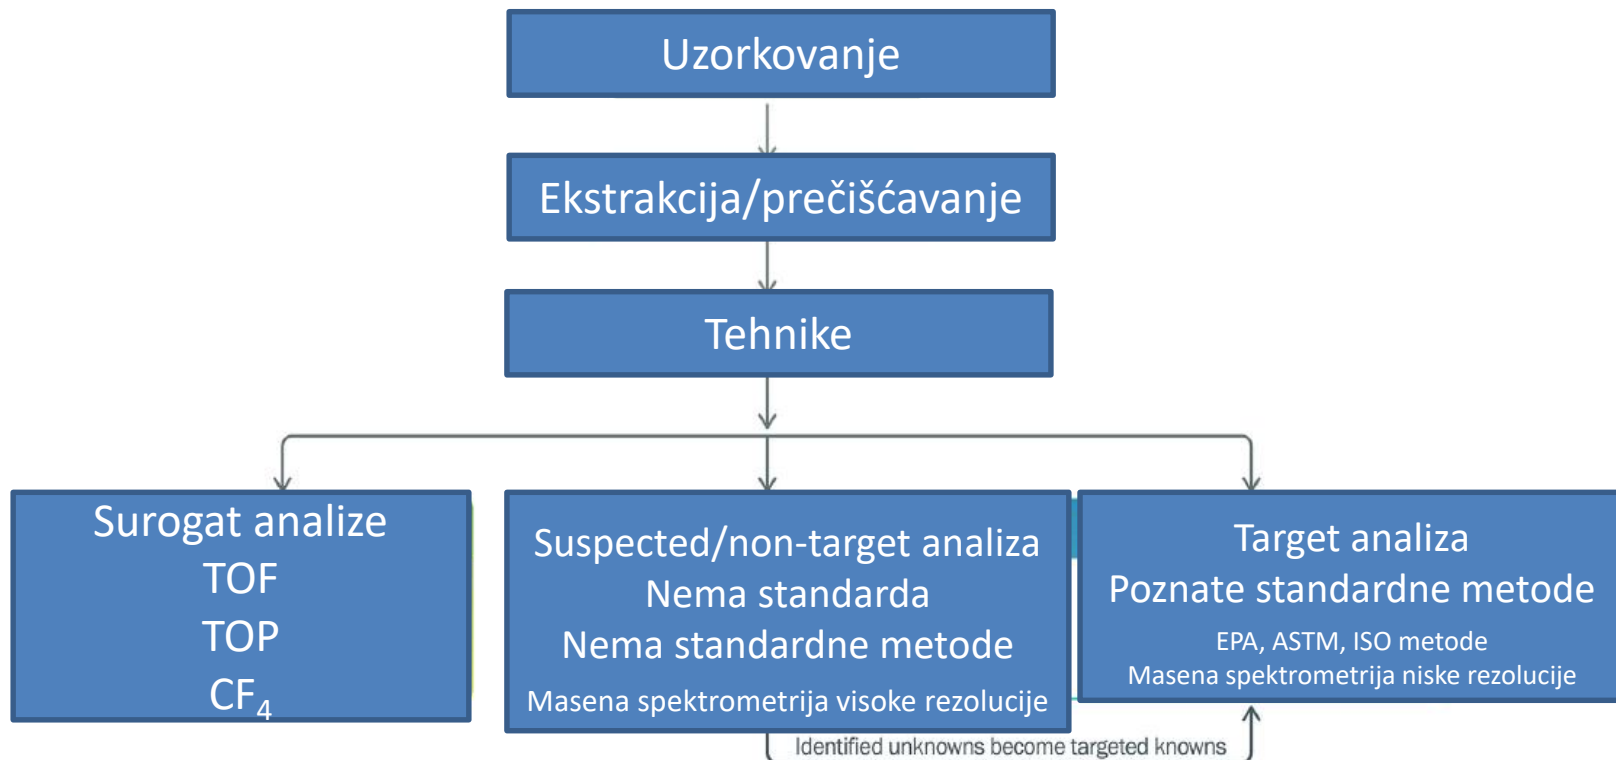 Uzorkovanje
Ekstrakcija/prečišćavanje
Tehnike
Surogat analize
TOF
TOP
CF₄
Suspected/non-target analiza
Nema standarda
Nema standardne metode
Masena spektrometrija visoke rezolucije
Target analiza
Poznate standardne metode
EPA, ASTM, ISO metode
Masena spektrometrija niske rezolucije
Identified unknowns become targeted knowns